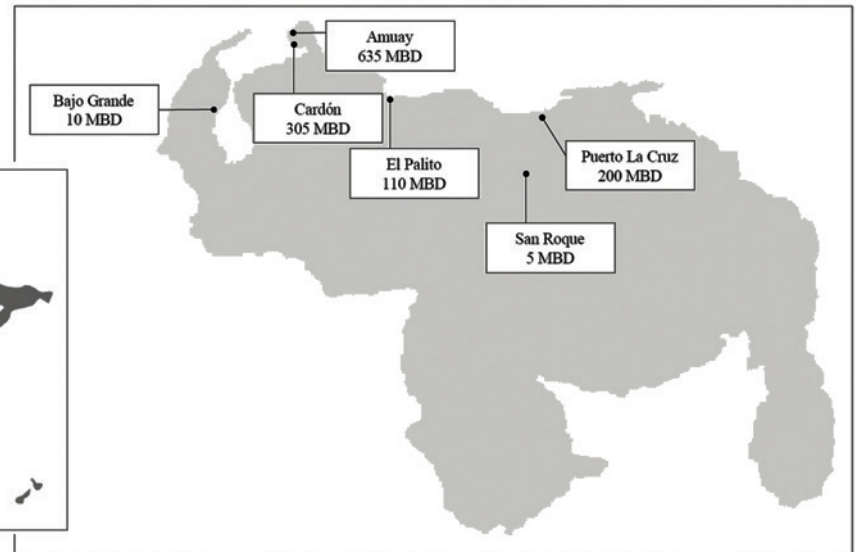 Amuay
635 MBD
Bajo Grande
10 MBD
Cardón
305 MBD
El Palito
110 MBD
Puerto La Cruz
200 MBD
San Roque
5 MBD